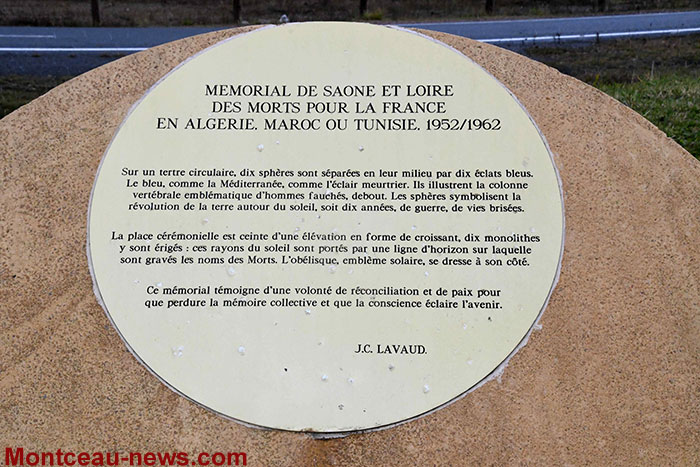 MEMORIAL DE SAONE ET LOIRE
DES MORTS POUR LA FRANCE
EN ALGERIE, MAROC OU TUNISIE, 1952/1962
Sur un tertre circulaire, dix sphères sont séparées en leur milieu par dix éclats bleus.
Le bleu, comme la Méditerranée, comme l'éclair meurtrier. Ils illustrent la colonne
vertébrale emblématique d'hommes fauchés, debout. Les sphères symbolisent la
révolution de la terre autour du soleil, soit dix années, de guerre, de vies brisées.
La place cérémonielle est ceinte d'une élévation en forme de croissant, dix monolithes
y sont érigés : ces rayons du soleil sont portés par une ligne d'horizon sur laquelle
sont gravés les noms des Morts. L'obélisque, emblème solaire, se dresse à son côté.
Ce mémorial témoigne d'une volonté de réconciliation et de paix pour
que perdure la mémoire collective et que la conscience éclaire l'avenir.
J.C. LAVAUD.
Montceau-news.com